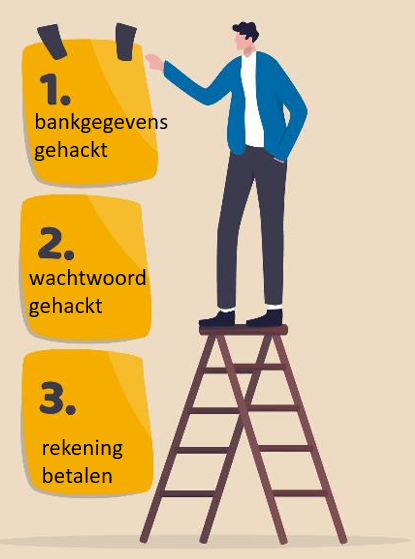 1.
bankgegevens
gehackt
2.
wachtwoord
gehackt
3.
rekening
betalen